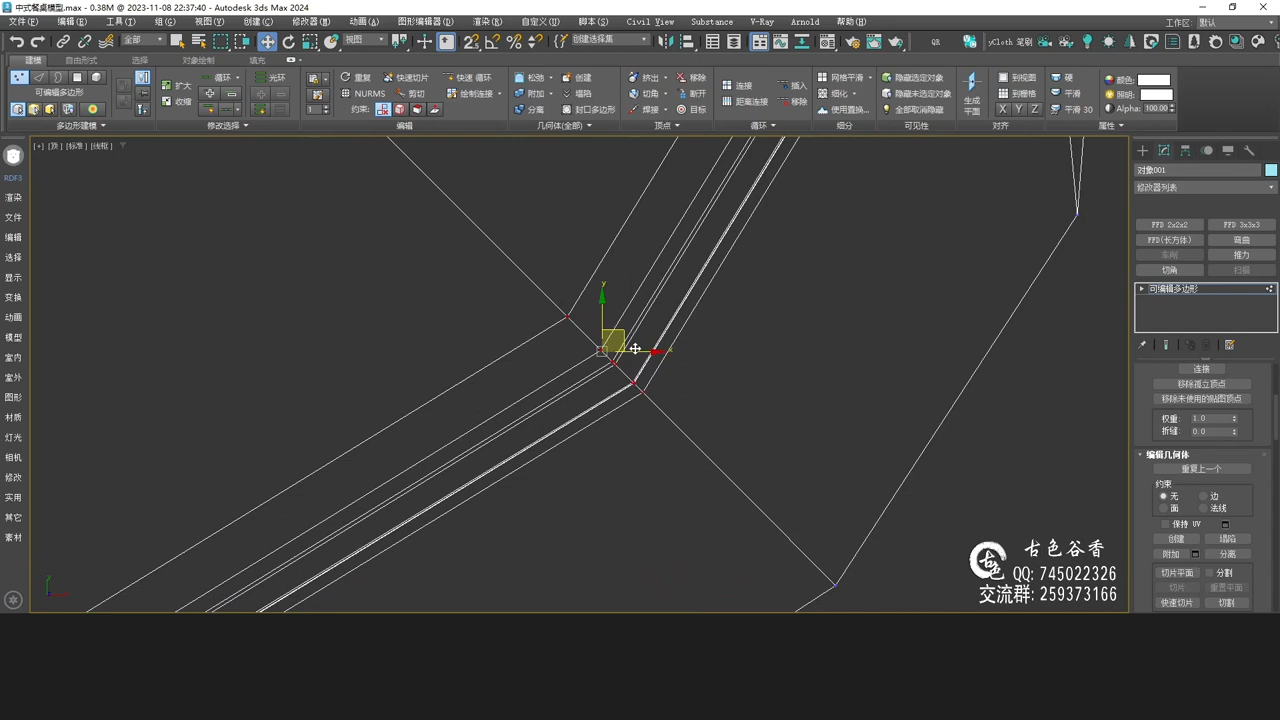 中式餐桌模型.max - 0.38M @ 2023-11-08 22:37:40 - Autodesk 3ds Max 2024
文件(F) 编辑(E) 工具(T) 组(G) 视图(V) 创建(C) 修改器(M) 动画(A) 图形编辑器(D) 渲染(R) 自定义(U) 脚本(S) Civil View Substance V-Ray Arnold 帮助(H)
工作区: 默认
全部 视图 创建选择集 QR yCloth 笔刷
建模 自由形式 选择 对象绘制 填充
可编辑多边形
多边形建模
扩大 循环 光环
收缩
修改选择
重复 快速切片 快速 循环
NURMS 剪切 绘制连接
约束:
编辑
松弛 创建
附加 塌陷
分离 封口多边形
几何体(全部)
挤出 移除
切角 断开
焊接 目标
顶点
连接 插入
距离连接 移除
循环
网格平滑
细化
使用置换...
细分
隐藏选定对象
隐藏未选定对象
全部取消隐藏
可见性
生成
平面
到视图
到栅格
X Y Z
对齐
硬
平滑
平滑 30
颜色:
照明:
Alpha: 100.00
属性
[+] [顶] [标准] [线框]
RDF3
渲染
文件
编辑
选择
显示
变换
动画
模型
室内
室外
图形
材质
灯光
相机
修改
实用
其它
素材
y
x
对象001
修改器列表
FFD 2x2x2 FFD 3x3x3
FFD(长方体) 弯曲
车削 推力
切角 扫描
可编辑多边形
连接
移除孤立顶点
移除未使用的贴图顶点
权重: 1.0
折缝: 0.0
编辑几何体
重复上一个
约束
无 边
面 法线
保持 UV
创建 塌陷
附加 分离
切片平面 分割
切片 重置平面
快速切片 切割
古色
古色谷香
QQ: 745022326
交流群: 259373166